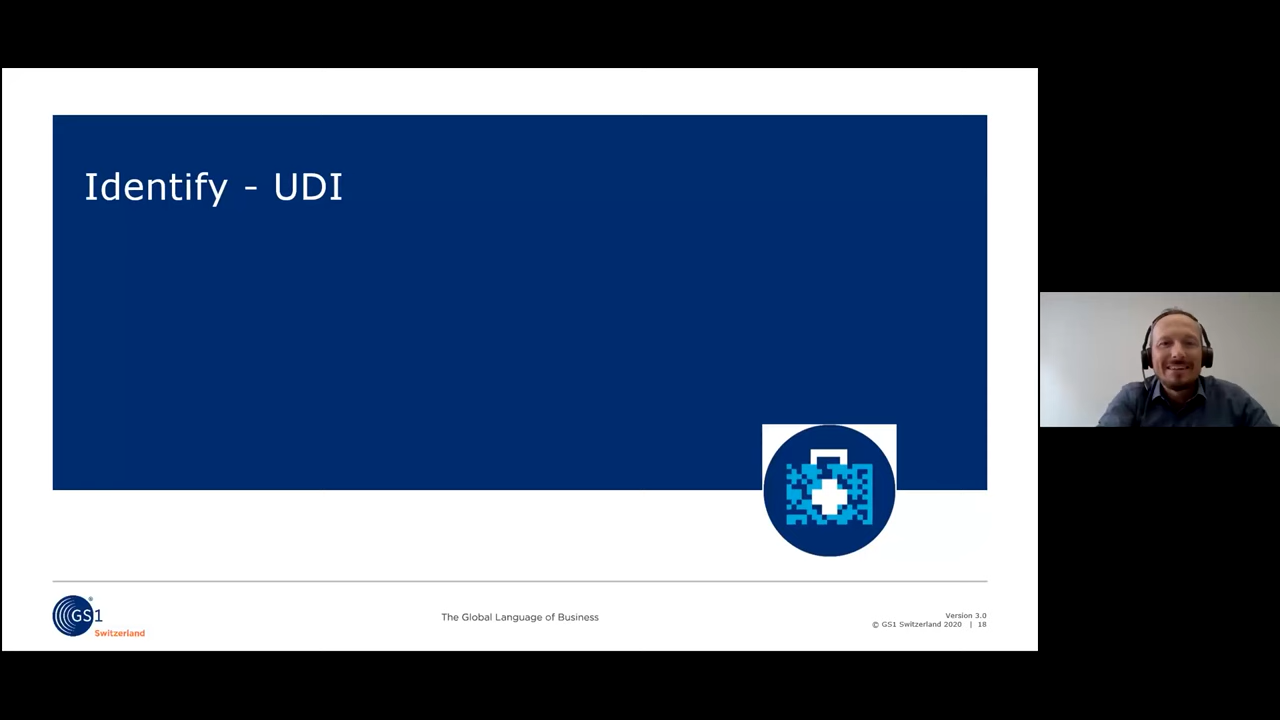 Identify - UDI
GS1
®
Switzerland
The Global Language of Business
Version 3.0
© GS1 Switzerland 2020 | 18